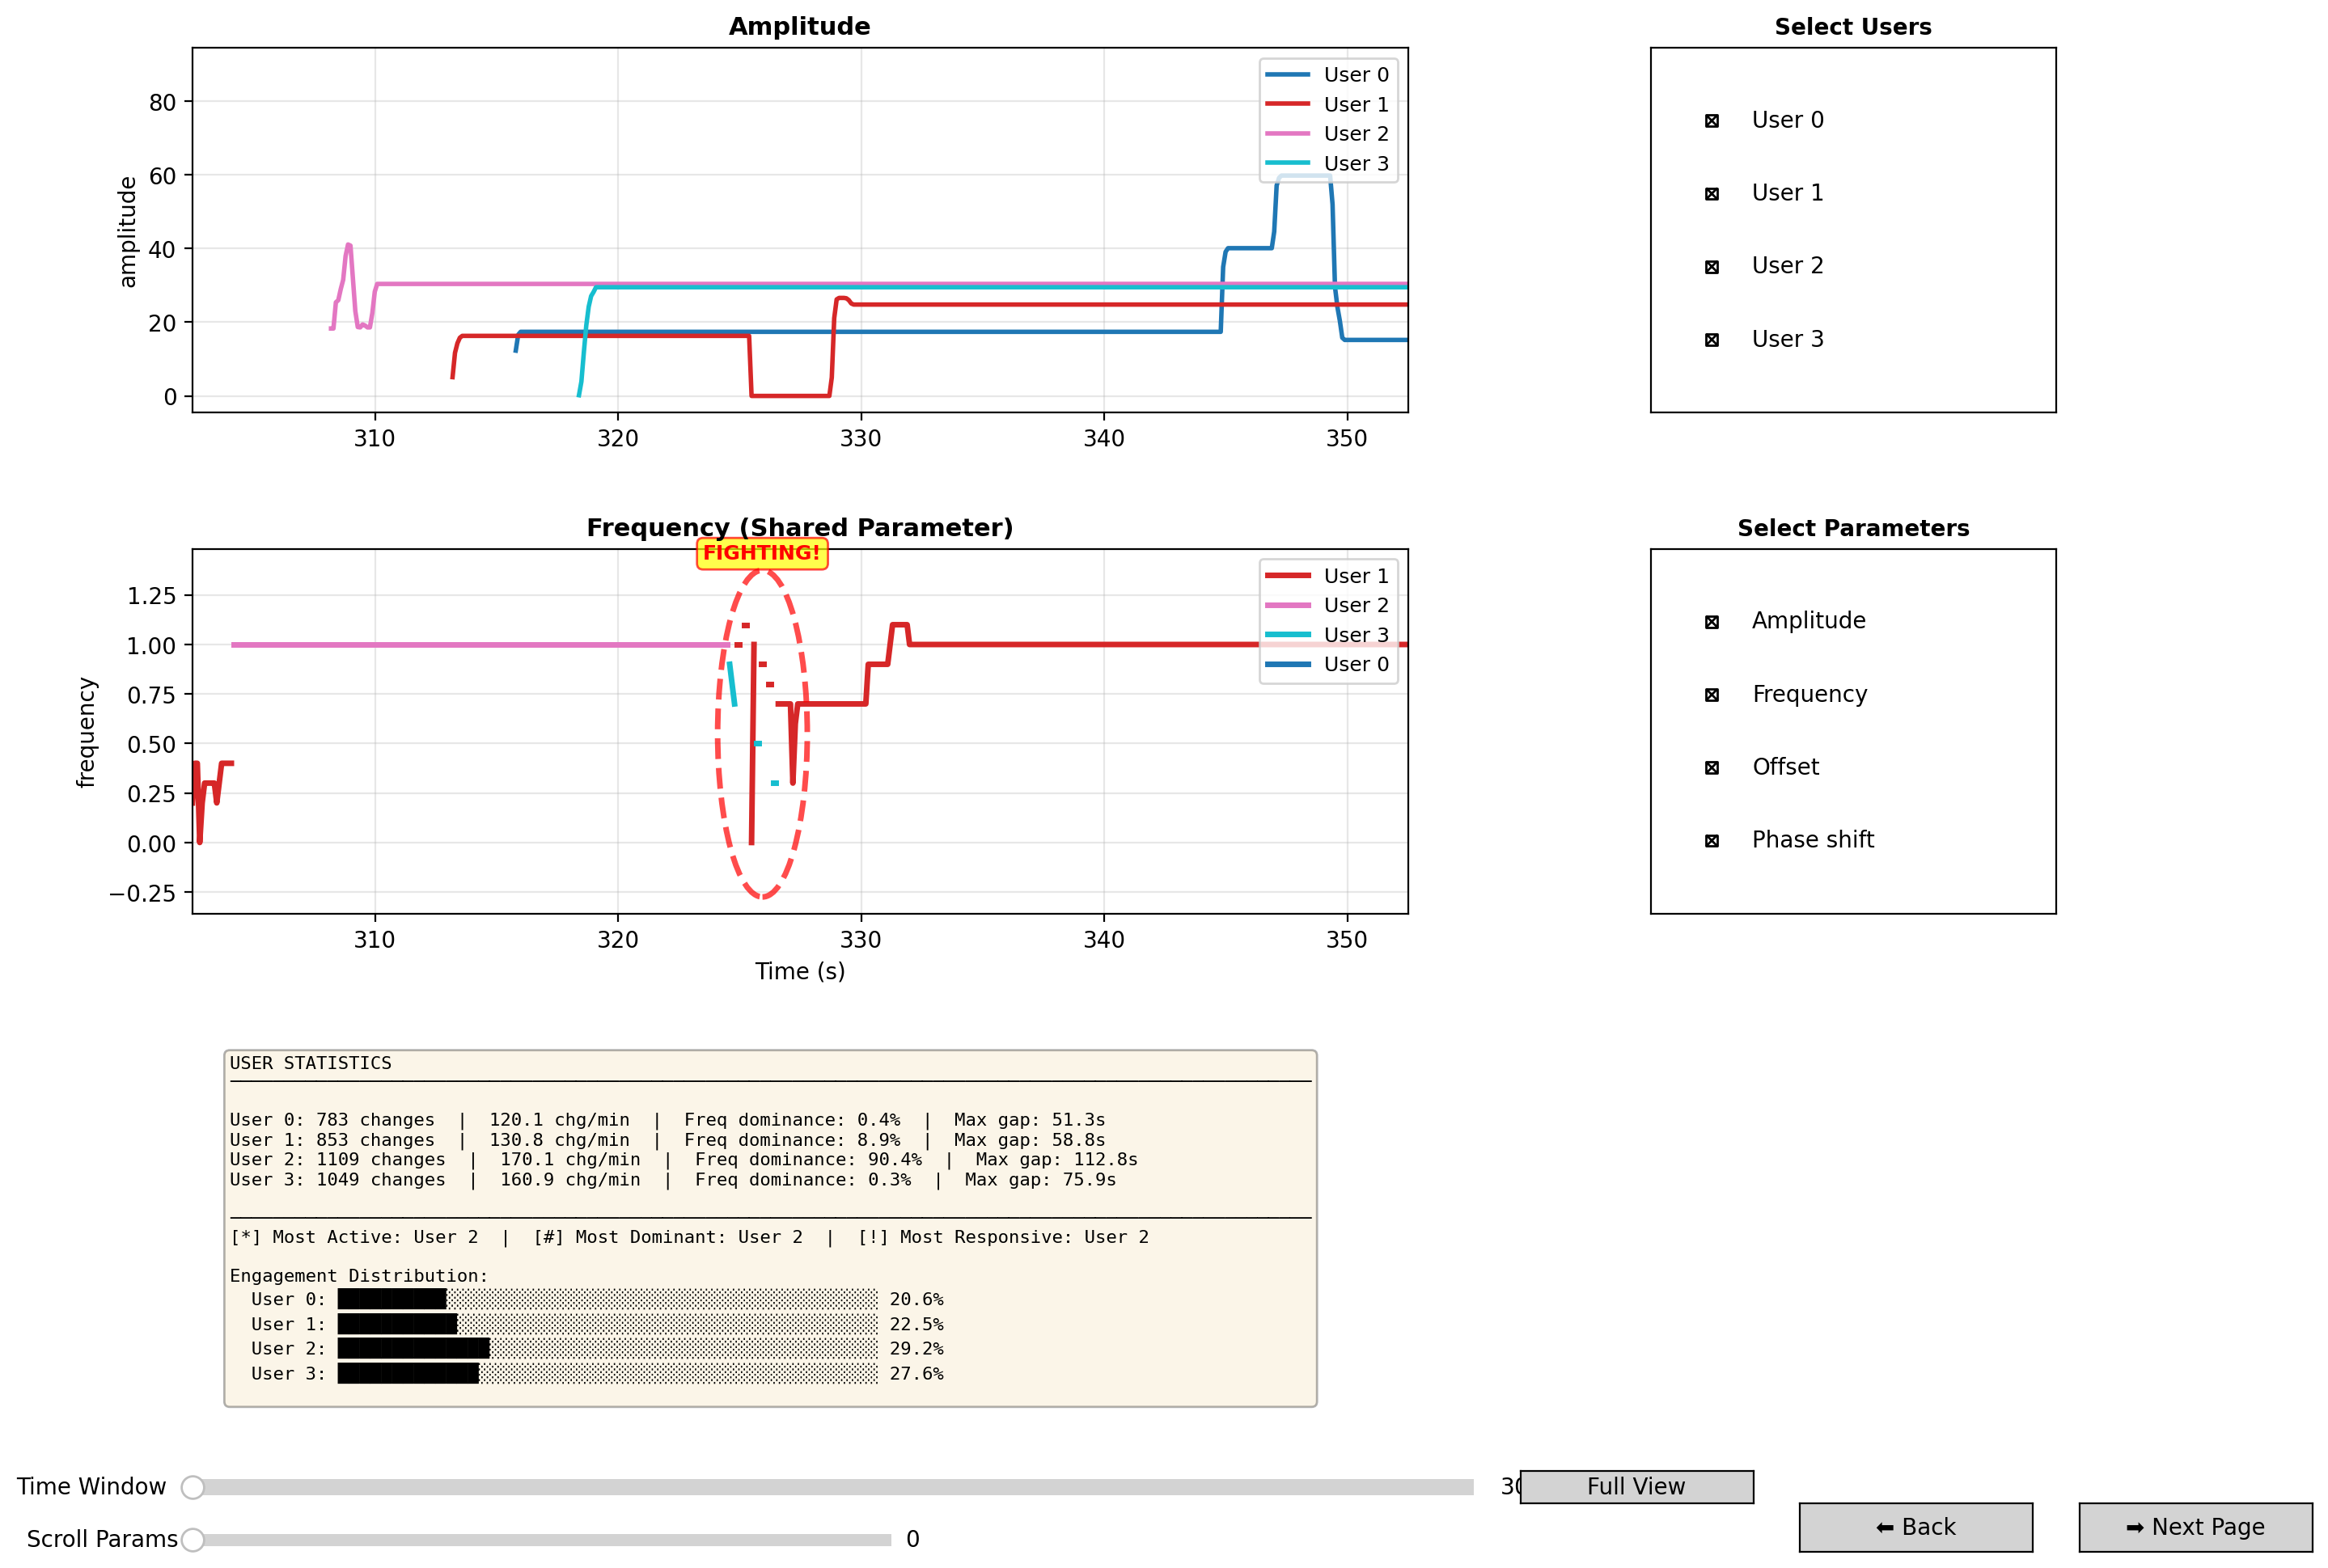 Amplitude
amplitude
80
60
40
20
0
310 320 330 340 350
User 0
User 1
User 2
User 3
Select Users
User 0
User 1
User 2
User 3
Frequency (Shared Parameter)
FIGHTING!
frequency
1.25
1.00
0.75
0.50
0.25
0.00
−0.25
310 320 330 340 350
Time (s)
User 1
User 2
User 3
User 0
Select Parameters
Amplitude
Frequency
Offset
Phase shift
USER STATISTICS
User 0: 783 changes | 120.1 chg/min | Freq dominance: 0.4% | Max gap: 51.3s
User 1: 853 changes | 130.8 chg/min | Freq dominance: 8.9% | Max gap: 58.8s
User 2: 1109 changes | 170.1 chg/min | Freq dominance: 90.4% | Max gap: 112.8s
User 3: 1049 changes | 160.9 chg/min | Freq dominance: 0.3% | Max gap: 75.9s
[*] Most Active: User 2 | [#] Most Dominant: User 2 | [!] Most Responsive: User 2
Engagement Distribution:
User 0: 20.6%
User 1: 22.5%
User 2: 29.2%
User 3: 27.6%
Time Window
Full View
Scroll Params 0
⬅ Back
➡ Next Page